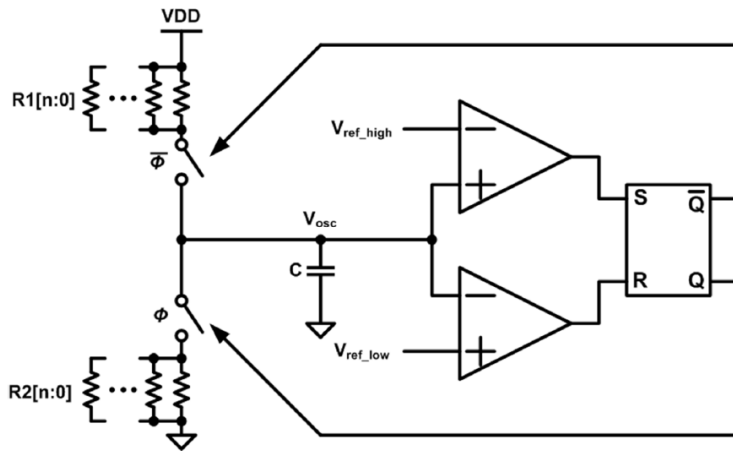 VDD
R1[n:0]
ϕ̅
V_ref_high
V_osc
C
ϕ
V_ref_low
R2[n:0]
S
Q̅
R
Q